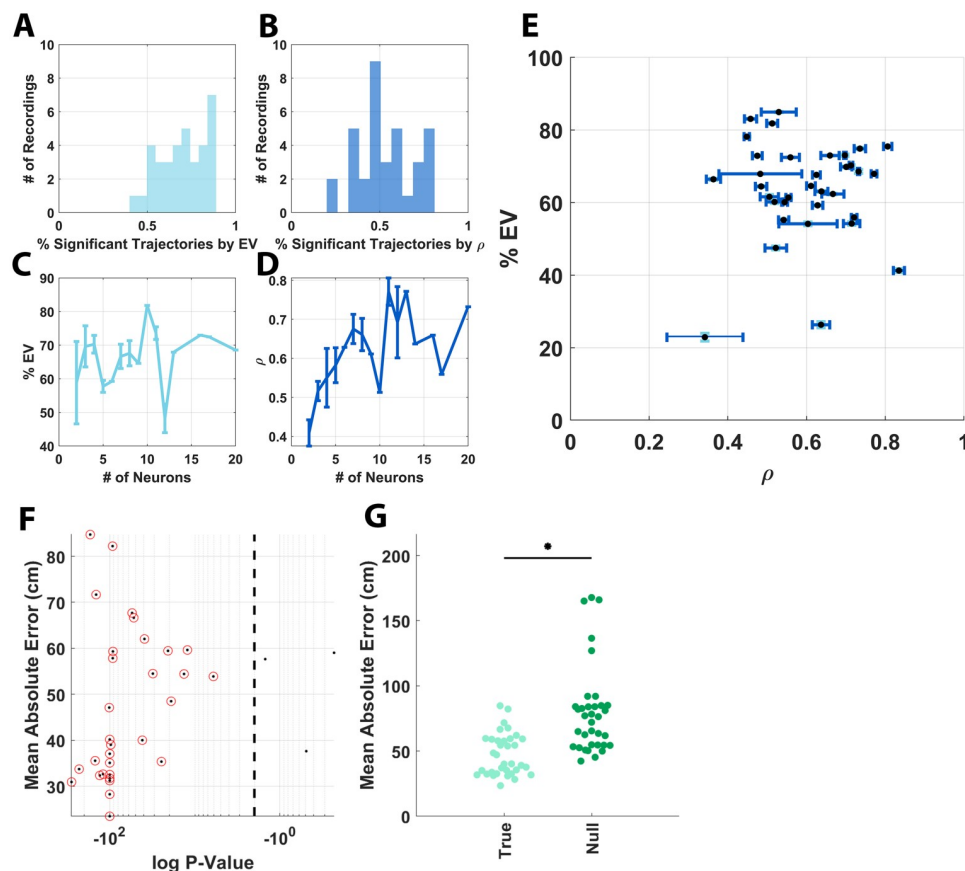 A
B
E
10
8
6
4
2
0
# of Recordings
0
0.5
1
% Significant Trajectories by EV
10
8
6
4
2
0
# of Recordings
0
0.5
1
% Significant Trajectories by ρ
100
80
60
40
20
0
% EV
0
0.2
0.4
0.6
0.8
1
ρ
C
D
90
80
70
60
50
40
% EV
0
5
10
15
20
# of Neurons
0.8
0.7
0.6
0.5
0.4
ρ
0
5
10
15
20
# of Neurons
F
G
80
70
60
50
40
30
Mean Absolute Error (cm)
-10²
-10⁰
log P-Value
200
150
100
50
0
Mean Absolute Error (cm)
*
True
Null